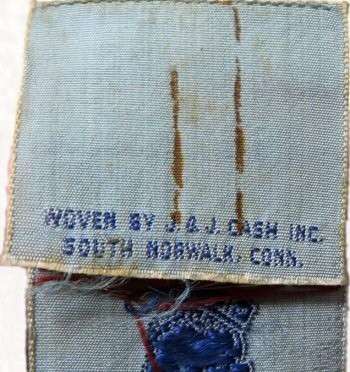 WOVEN BY J. & J. CASH INC.
SOUTH NORWALK, CONN.